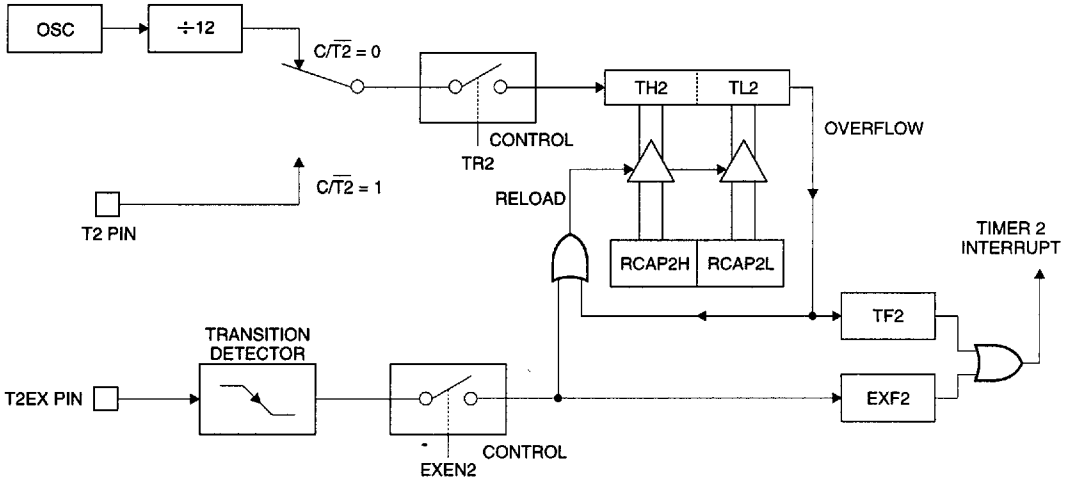 OSC
÷12
C/T2̅ = 0
TH2
TL2
CONTROL
TR2
OVERFLOW
C/T2̅ = 1
RELOAD
T2 PIN
RCAP2H
RCAP2L
TIMER 2
INTERRUPT
TF2
TRANSITION
DETECTOR
T2EX PIN
EXF2
CONTROL
EXEN2